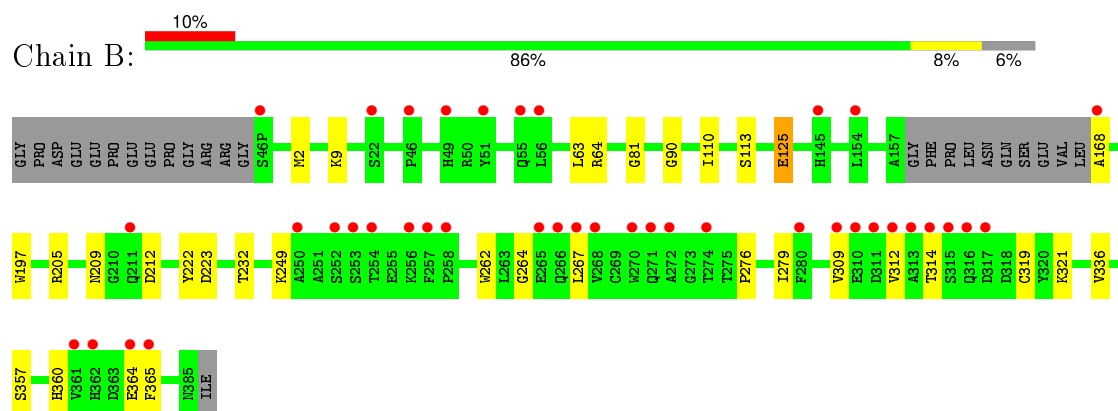 10%
Chain B:
86% 8% 6%
GLY PRO ASP GLU GLU PRO GLU GLU PRO GLY ARG ARG GLY S46P M2 K9 S22 P46 H49 R50 Y51 Q55 L56 L63 R64 G81 G90 I110 S113 E125 H145 L154 A157 GLY PHE PRO LEU ASN GLN SER GLU VAL LEU A168
W197 R205 N209 G210 Q211 D212 Y222 D223 T232 K249 A250 A251 S252 S253 T254 E255 K256 F257 P258 W262 L263 G264 E265 Q266 L267 V268 C269 W270 Q271 A272 G273 T274 T275 P276 I279 F280 V309 E310 D311 V312 A313 T314 S315 Q316 D317 D318 C319 Y320 K321 V336
S357 H360 V361 H362 D363 E364 F365 N385 ILE